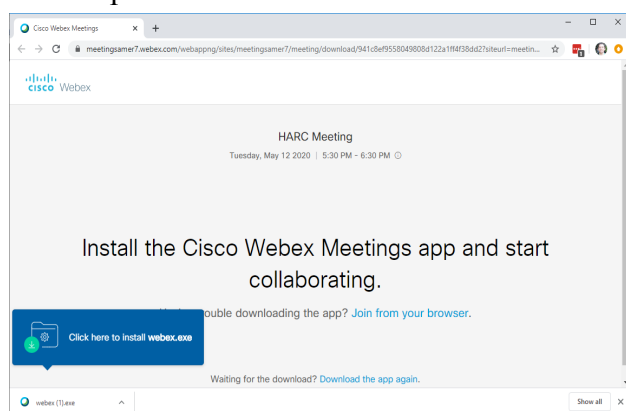 Cisco Webex Meetings
meetingsamer7.webex.com/webappng/sites/meetingsamer7/meeting/download/941c8ef9558049808d122a1ff4f38dd2?siteurl=meetin...
CISCO Webex
HARC Meeting
Tuesday, May 12 2020 | 5:30 PM - 6:30 PM
Install the Cisco Webex Meetings app and start
collaborating.
ouble downloading the app? Join from your browser.
Click here to install webex.exe
Waiting for the download? Download the app again.
webex (1).exe
Show all